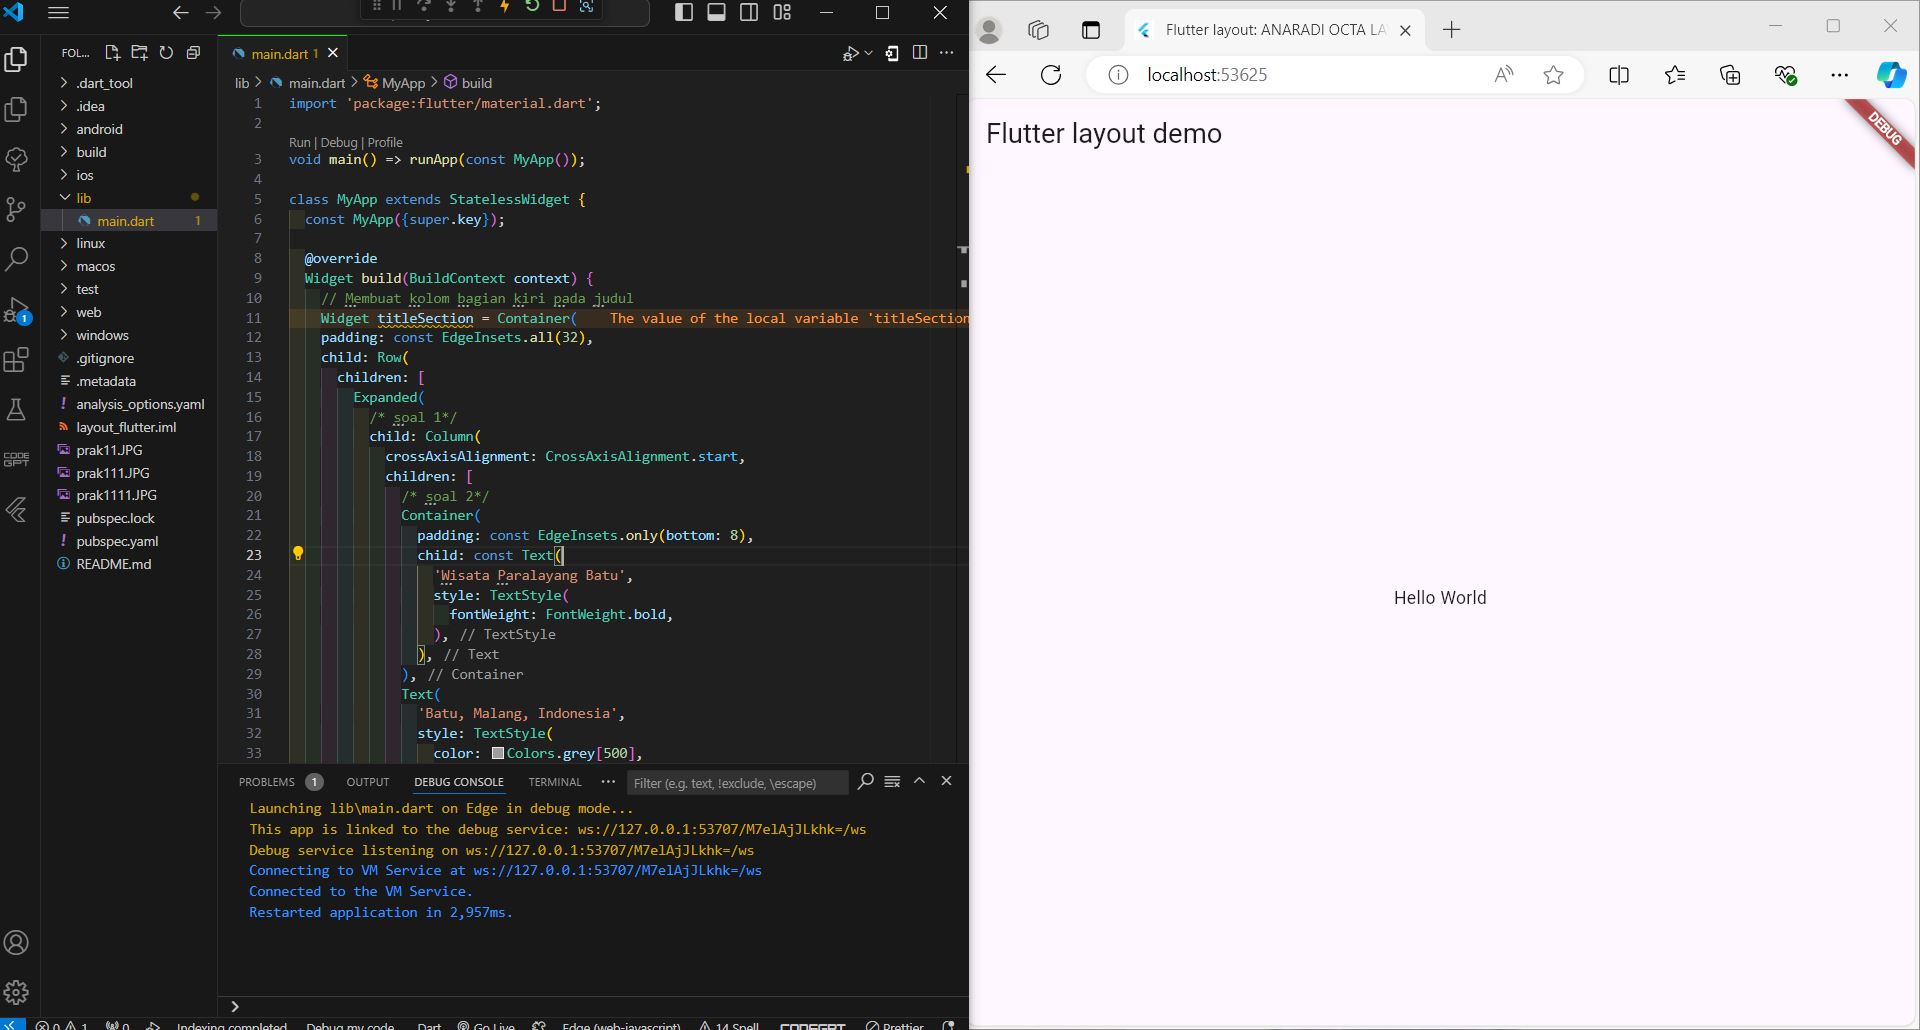 FOL...
main.dart 1
lib > main.dart > MyApp > build
.dart_tool
.idea
android
build
ios
lib
main.dart 1
linux
macos
test
web
windows
.gitignore
.metadata
analysis_options.yaml
layout_flutter.iml
prak11.JPG
prak111.JPG
prak1111.JPG
pubspec.lock
pubspec.yaml
README.md
1
CODE
GPT
1 import 'package:flutter/material.dart';
2
Run | Debug | Profile
3 void main() => runApp(const MyApp());
4
5 class MyApp extends StatelessWidget {
6 const MyApp({super.key});
7
8 @override
9 Widget build(BuildContext context) {
10 // Membuat kolom bagian kiri pada judul
11 Widget titleSection = Container( The value of the local variable 'titleSection
12 padding: const EdgeInsets.all(32),
13 child: Row(
14 children: [
15 Expanded(
16 /* soal 1*/
17 child: Column(
18 crossAxisAlignment: CrossAxisAlignment.start,
19 children: [
20 /* soal 2*/
21 Container(
22 padding: const EdgeInsets.only(bottom: 8),
23 child: const Text(
24 'Wisata Paralayang Batu',
25 style: TextStyle(
26 fontWeight: FontWeight.bold,
27 ), // TextStyle
28 ), // Text
29 ), // Container
30 Text(
31 'Batu, Malang, Indonesia',
32 style: TextStyle(
33 color: Colors.grey[500],
PROBLEMS 1 OUTPUT DEBUG CONSOLE TERMINAL ... Filter (e.g. text, !exclude, \escape)
Launching lib\main.dart on Edge in debug mode...
This app is linked to the debug service: ws://127.0.0.1:53707/M7elAjJLkhk=/ws
Debug service listening on ws://127.0.0.1:53707/M7elAjJLkhk=/ws
Connecting to VM Service at ws://127.0.0.1:53707/M7elAjJLkhk=/ws
Connected to the VM Service.
Restarted application in 2,957ms.
>
0 1 0 Indexing completed Debug my code Dart Go Live Edge (web-javascript) 14 Spell CODEGPT Prettier
Flutter layout: ANARADI OCTA LA
localhost:53625
Flutter layout demo
DEBUG
Hello World